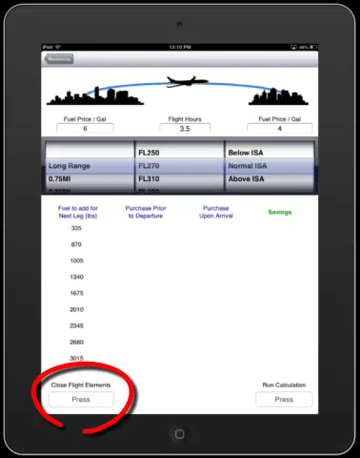 iPad 12:10 PM 83%
Fuel Price / Gal Flight Hours Fuel Price / Gal
6 3.5 4
FL250 Below ISA
Long Range FL270 Normal ISA
0.75MI FL310 Above ISA
Fuel to add for Purchase Prior Purchase Savings
Next Leg (lbs) to Departure Upon Arrival
335
670
1005
1340
1675
2010
2345
2680
3015
Close Flight Elements Run Calculation
Press Press